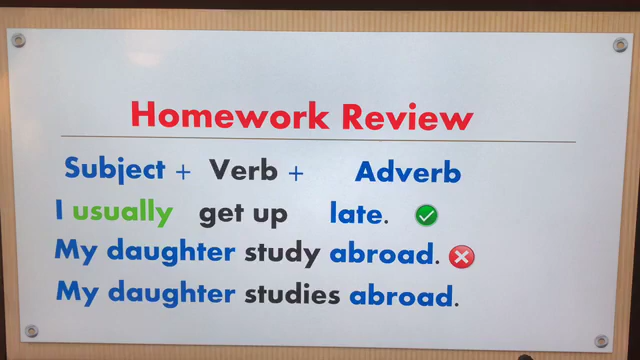 Homework Review
Subject + Verb + Adverb
I usually get up late.
My daughter study abroad.
My daughter studies abroad.